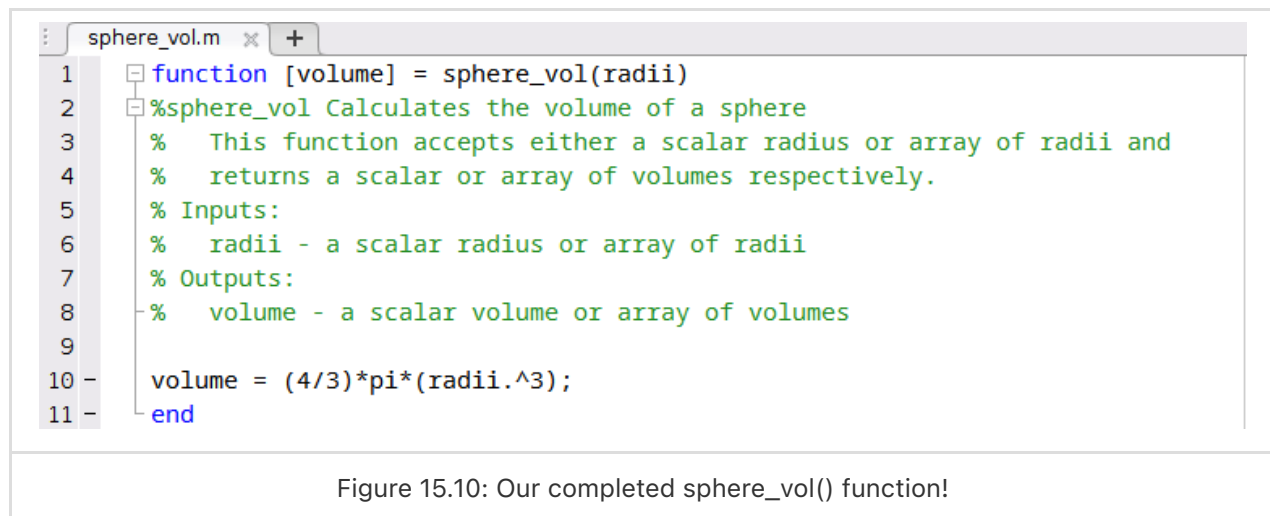 sphere_vol.m × +
1 function [volume] = sphere_vol(radii)
2 %sphere_vol Calculates the volume of a sphere
3 %   This function accepts either a scalar radius or array of radii and
4 %   returns a scalar or array of volumes respectively.
5 % Inputs:
6 %   radii - a scalar radius or array of radii
7 % Outputs:
8 %   volume - a scalar volume or array of volumes
9
10 – volume = (4/3)*pi*(radii.^3);
11 – end
Figure 15.10: Our completed sphere_vol() function!